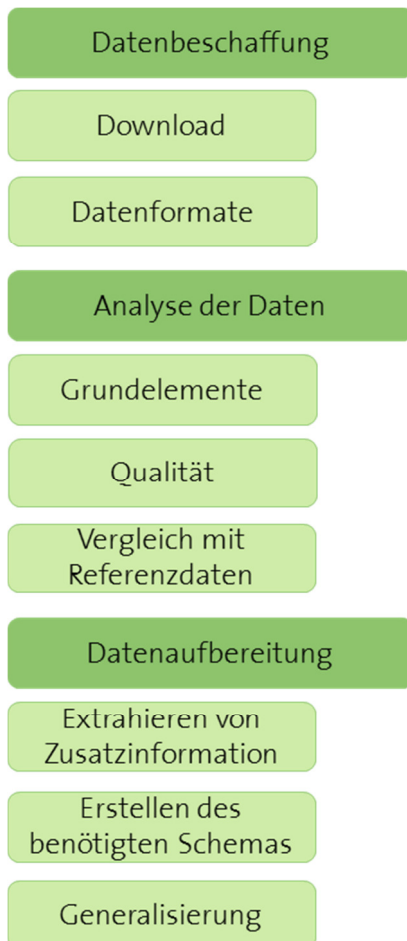 Datenbeschaffung
Download
Datenformate
Analyse der Daten
Grundelemente
Qualität
Vergleich mit
Referenzdaten
Datenaufbereitung
Extrahieren von
Zusatzinformation
Erstellen des
benötigten Schemas
Generalisierung